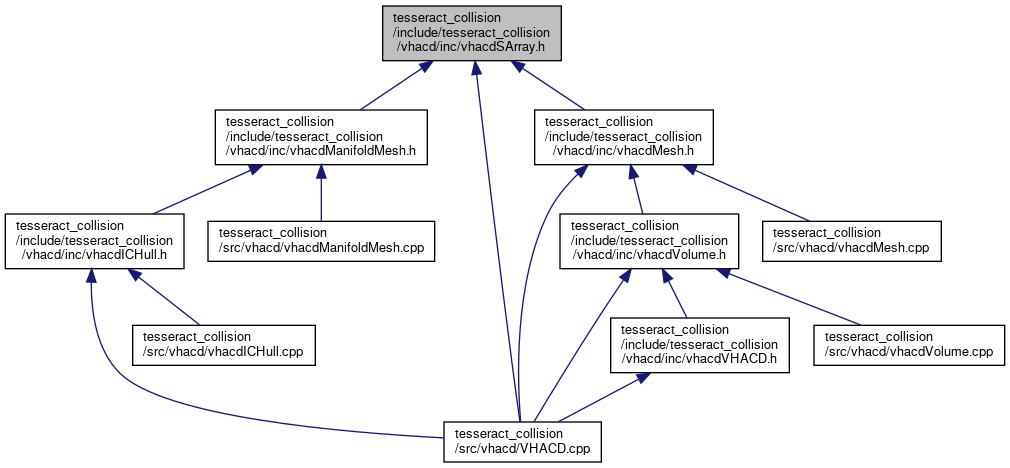 tesseract_collision
/include/tesseract_collision
/vhacd/inc/vhacdSArray.h
tesseract_collision
/include/tesseract_collision
/vhacd/inc/vhacdManifoldMesh.h
tesseract_collision
/include/tesseract_collision
/vhacd/inc/vhacdMesh.h
tesseract_collision
/include/tesseract_collision
/vhacd/inc/vhacdICHull.h
tesseract_collision
/src/vhacd/vhacdManifoldMesh.cpp
tesseract_collision
/include/tesseract_collision
/vhacd/inc/vhacdVolume.h
tesseract_collision
/src/vhacd/vhacdMesh.cpp
tesseract_collision
/src/vhacd/vhacdICHull.cpp
tesseract_collision
/include/tesseract_collision
/vhacd/inc/vhacdVHACD.h
tesseract_collision
/src/vhacd/vhacdVolume.cpp
tesseract_collision
/src/vhacd/VHACD.cpp